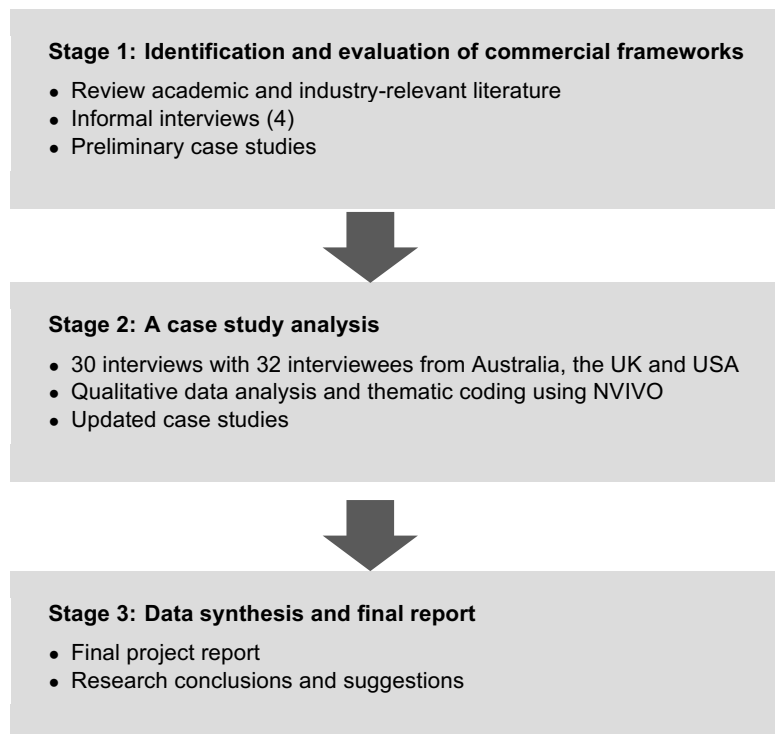 Stage 1: Identification and evaluation of commercial frameworks
• Review academic and industry-relevant literature
• Informal interviews (4)
• Preliminary case studies
Stage 2: A case study analysis
• 30 interviews with 32 interviewees from Australia, the UK and USA
• Qualitative data analysis and thematic coding using NVIVO
• Updated case studies
Stage 3: Data synthesis and final report
• Final project report
• Research conclusions and suggestions